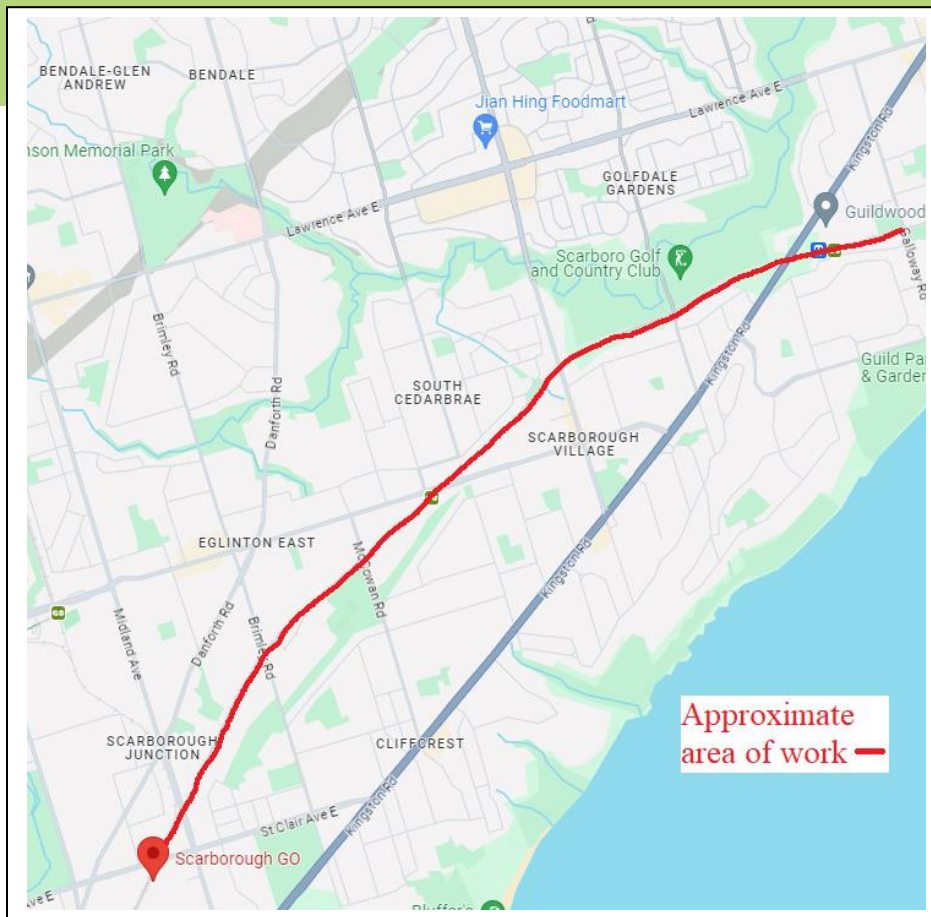 BENDALE-GLEN
ANDREW
BENDALE
Jian Hing Foodmart
Lawrence Ave E
Kingston Rd
nson Memorial Park
GOLFDALE
GARDENS
Guildwood
Lawrence Ave E
Scarboro Golf
and Country Club
Galloway Rd
Brimley Rd
Danforth Rd
Kingston Rd
Guild Par
& Garden
SOUTH
CEDARBRAE
SCARBOROUGH
VILLAGE
EGLINTON EAST
McCowan Rd
Kingston Rd
Midland Ave
Danforth Rd
Brimley Rd
Approximate
area of work
SCARBOROUGH
JUNCTION
CLIFFCREST
St Clair Ave E
Kingston Rd
Scarborough GO
Ave E
Bluffer's